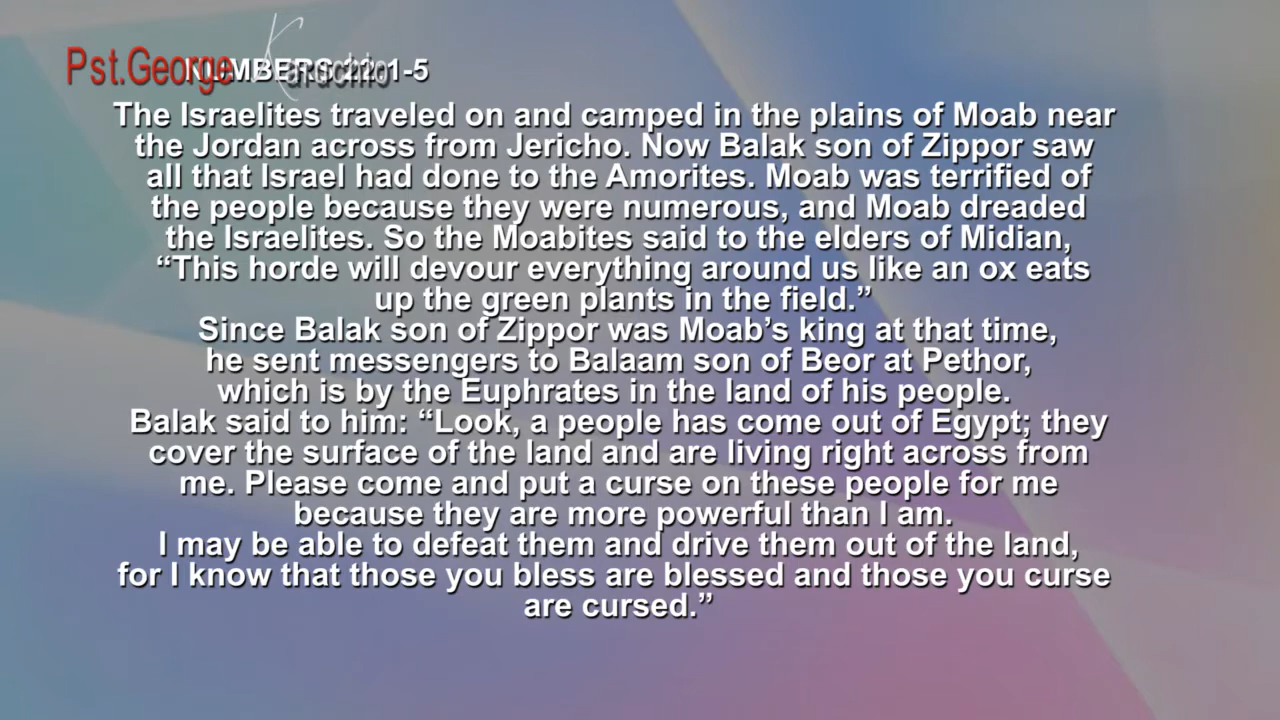 Pst.George
NUMBERS 22:1-5
The Israelites traveled on and camped in the plains of Moab near
the Jordan across from Jericho. Now Balak son of Zippor saw
all that Israel had done to the Amorites. Moab was terrified of
the people because they were numerous, and Moab dreaded
the Israelites. So the Moabites said to the elders of Midian,
“This horde will devour everything around us like an ox eats
up the green plants in the field.”
Since Balak son of Zippor was Moab’s king at that time,
he sent messengers to Balaam son of Beor at Pethor,
which is by the Euphrates in the land of his people.
Balak said to him: “Look, a people has come out of Egypt; they
cover the surface of the land and are living right across from
me. Please come and put a curse on these people for me
because they are more powerful than I am.
I may be able to defeat them and drive them out of the land,
for I know that those you bless are blessed and those you curse
are cursed.”